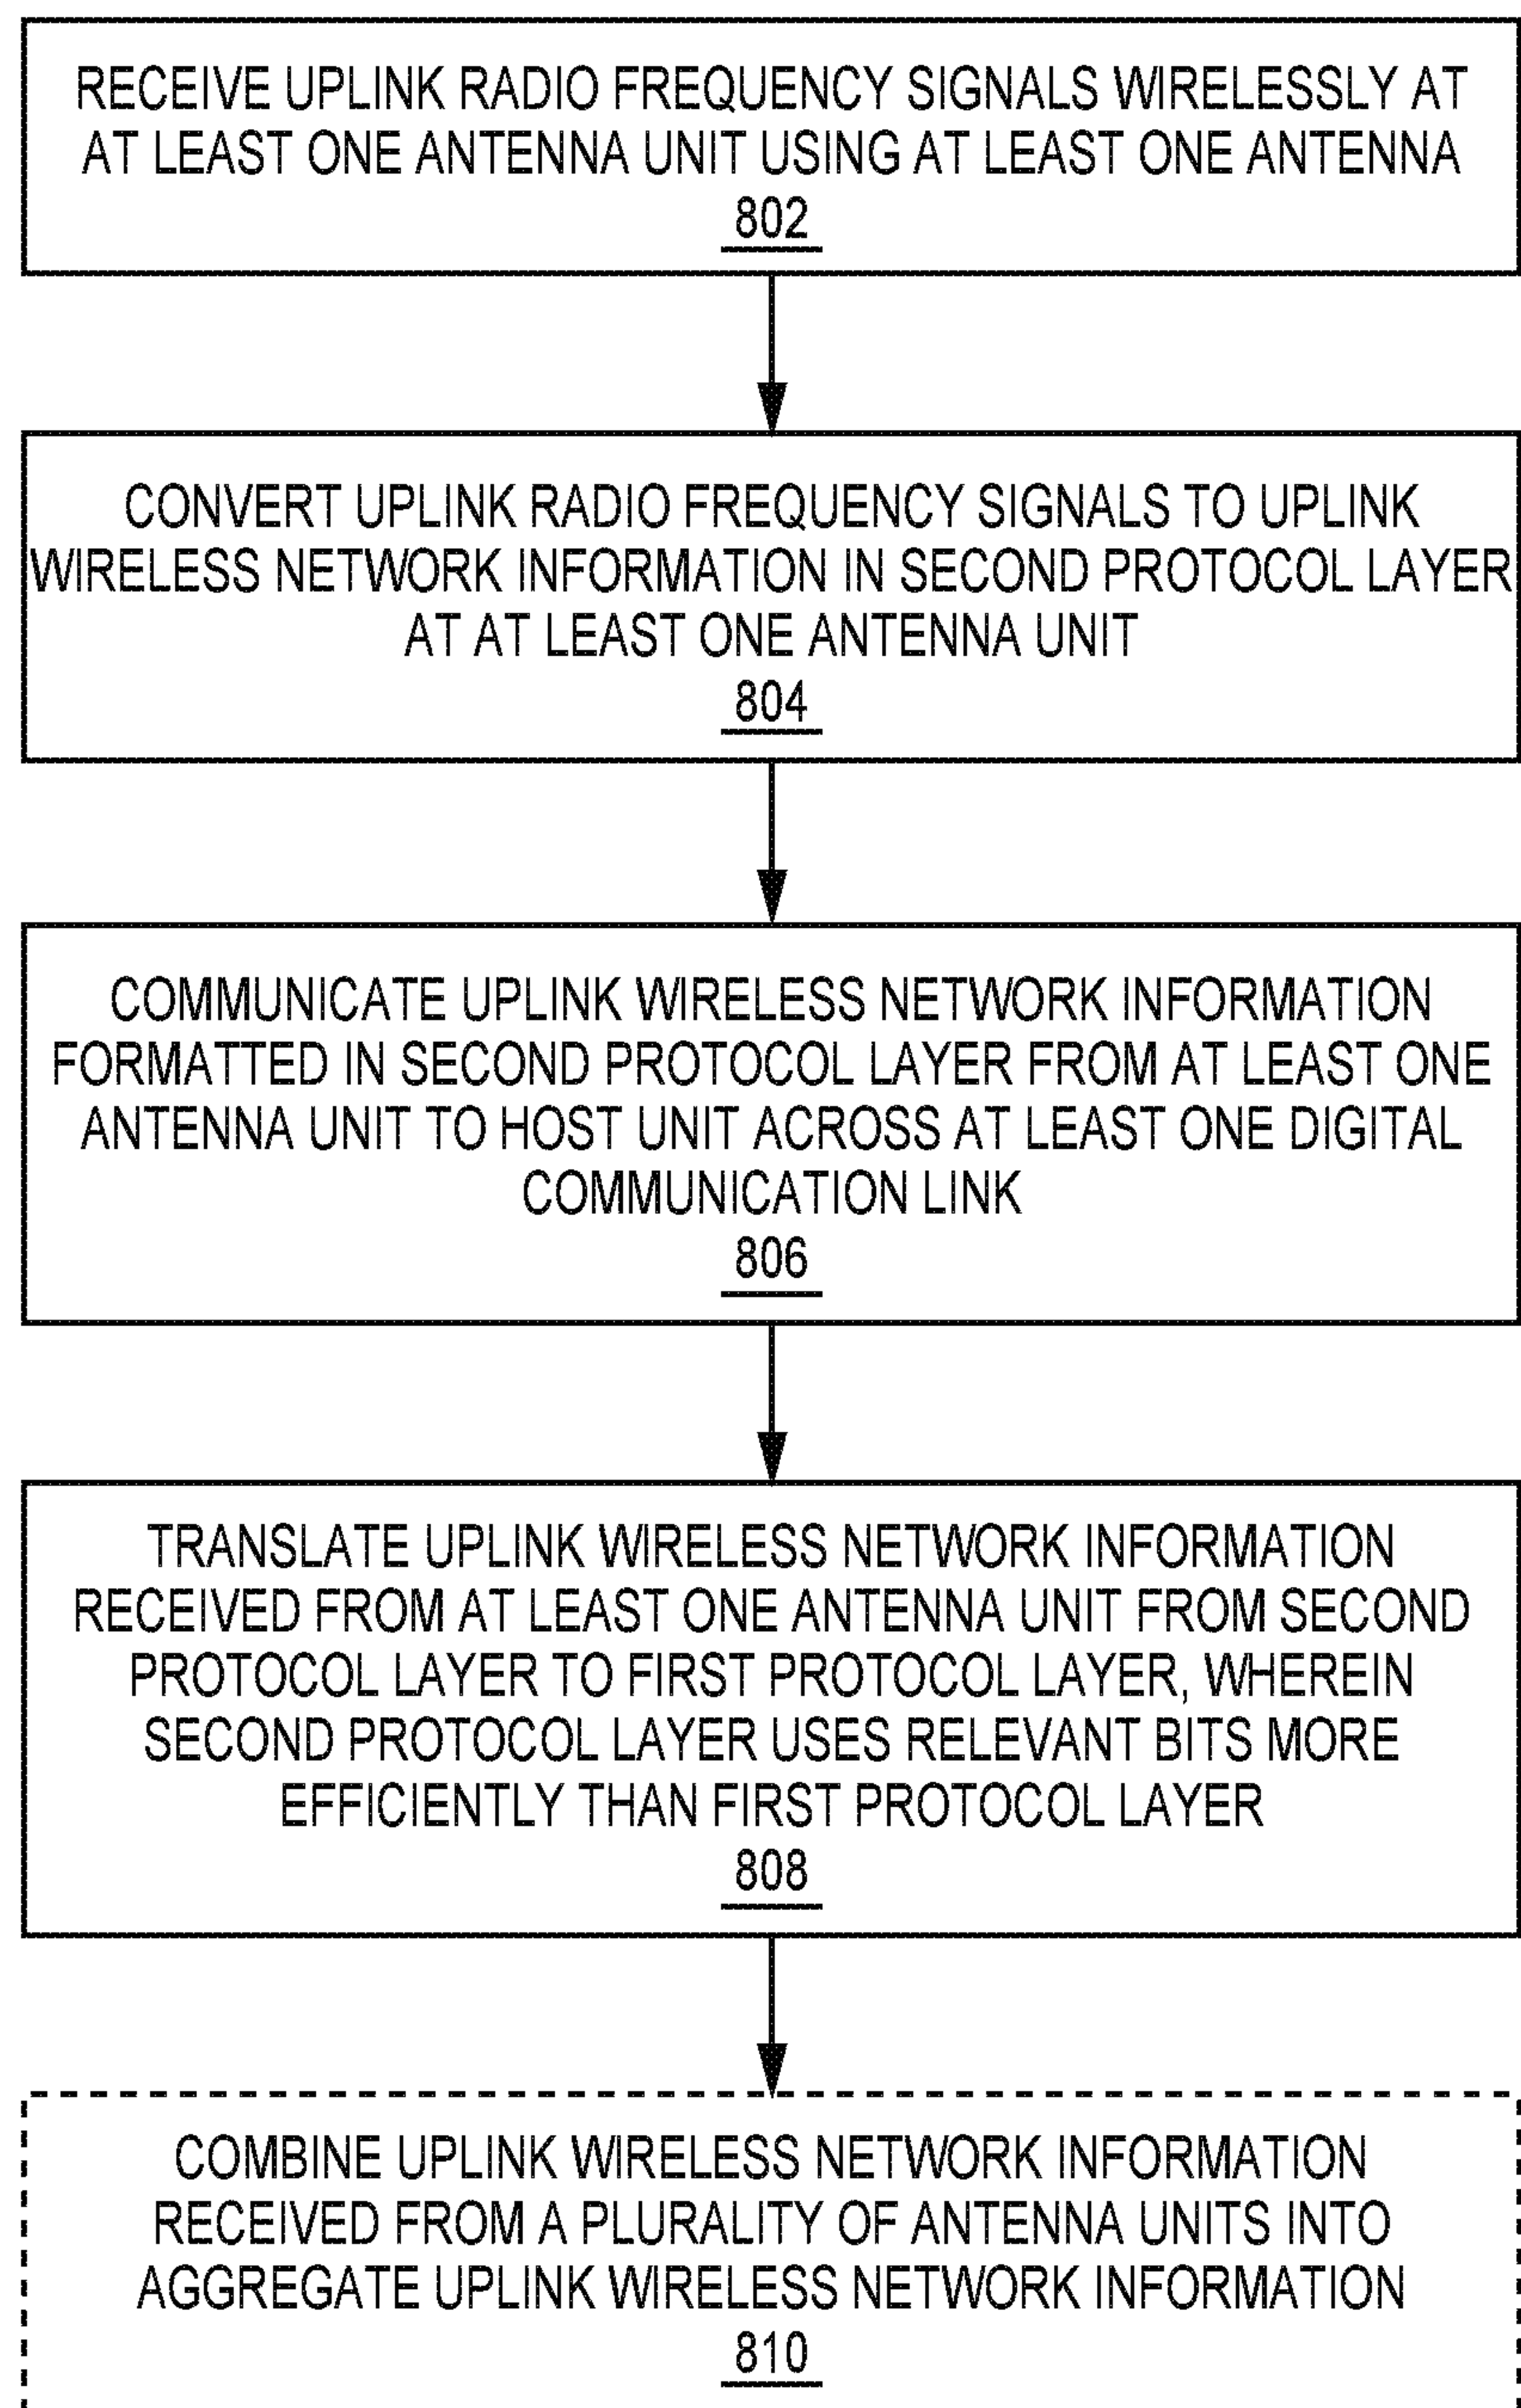 RECEIVE UPLINK RADIO FREQUENCY SIGNALS WIRELESSLY AT
AT LEAST ONE ANTENNA UNIT USING AT LEAST ONE ANTENNA
802
CONVERT UPLINK RADIO FREQUENCY SIGNALS TO UPLINK
WIRELESS NETWORK INFORMATION IN SECOND PROTOCOL LAYER
AT AT LEAST ONE ANTENNA UNIT
804
COMMUNICATE UPLINK WIRELESS NETWORK INFORMATION
FORMATTED IN SECOND PROTOCOL LAYER FROM AT LEAST ONE
ANTENNA UNIT TO HOST UNIT ACROSS AT LEAST ONE DIGITAL
COMMUNICATION LINK
806
TRANSLATE UPLINK WIRELESS NETWORK INFORMATION
RECEIVED FROM AT LEAST ONE ANTENNA UNIT FROM SECOND
PROTOCOL LAYER TO FIRST PROTOCOL LAYER, WHEREIN
SECOND PROTOCOL LAYER USES RELEVANT BITS MORE
EFFICIENTLY THAN FIRST PROTOCOL LAYER
808
COMBINE UPLINK WIRELESS NETWORK INFORMATION
RECEIVED FROM A PLURALITY OF ANTENNA UNITS INTO
AGGREGATE UPLINK WIRELESS NETWORK INFORMATION
810